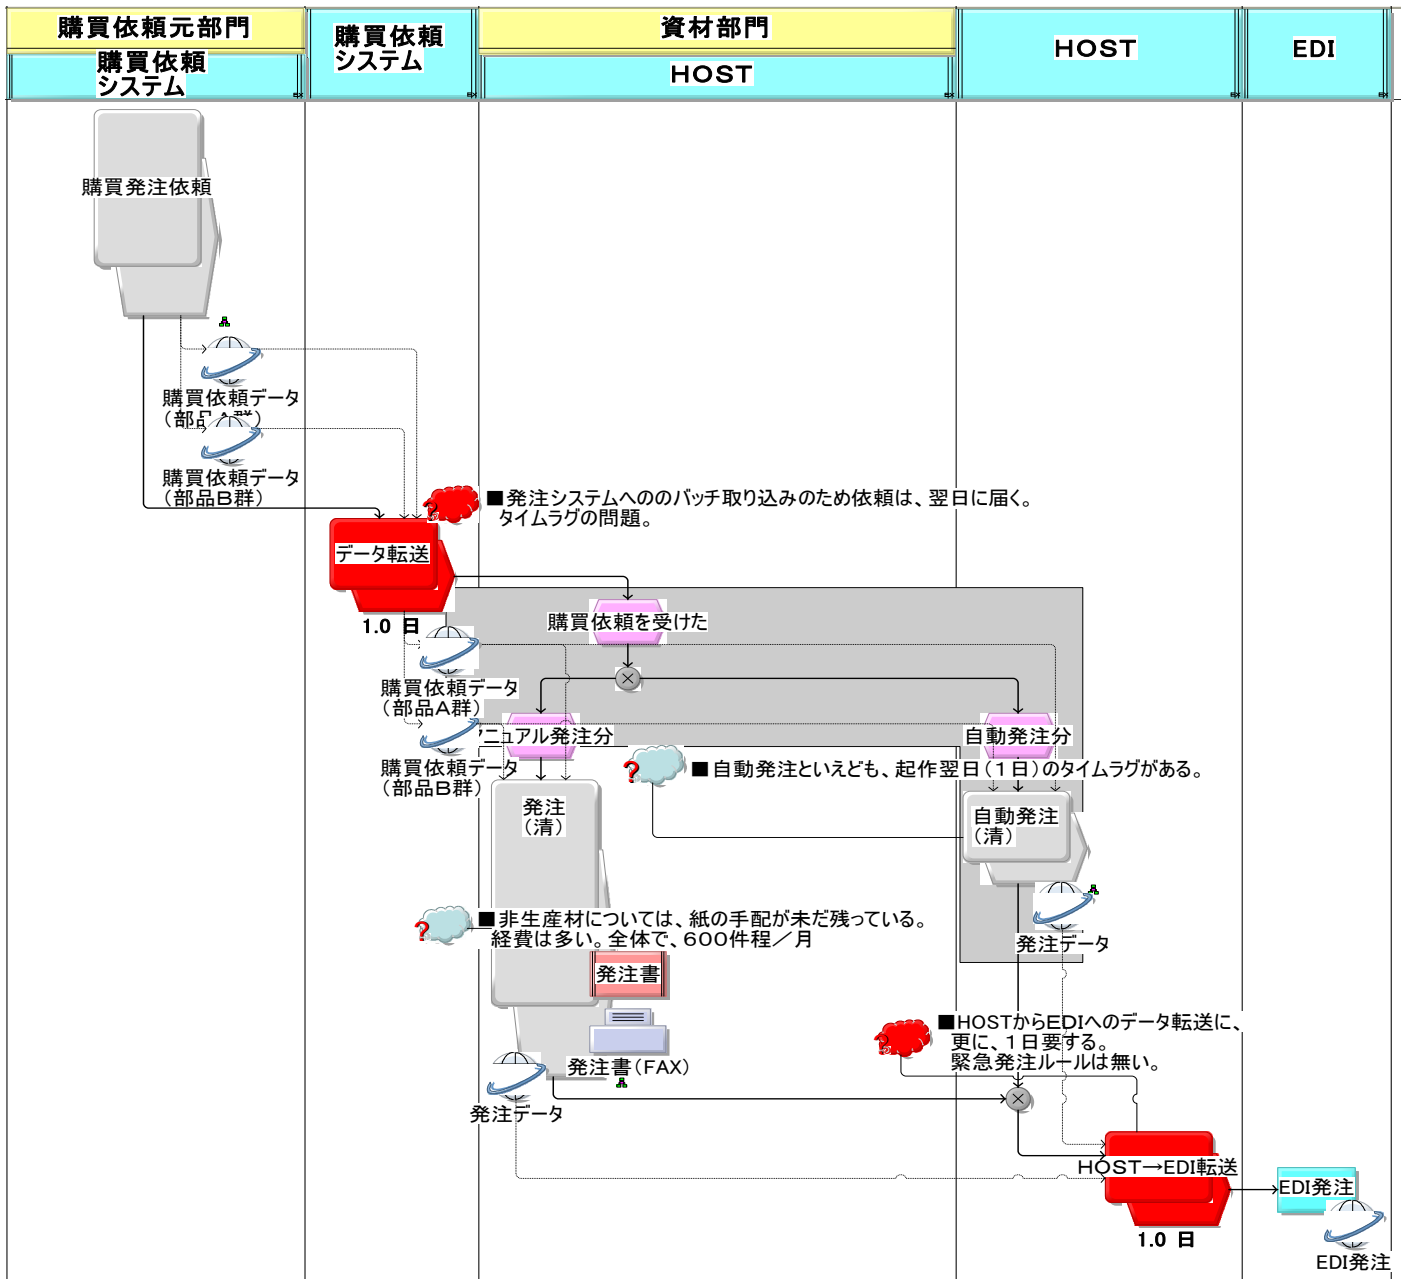 購買依頼元部門
購買依頼
システム
購買依頼
システム
資材部門
HOST
HOST
EDI
購買発注依頼
購買依頼データ
（部品A群）
購買依頼データ
（部品B群）
■発注システムへののバッチ取り込みのため依頼は、翌日に届く。
タイムラグの問題。
データ転送
1.0 日
購買依頼を受けた
購買依頼データ
（部品A群）
マニュアル発注分
自動発注分
購買依頼データ
（部品B群）
■自動発注といえども、起作翌日（１日）のタイムラグがある。
発注
（清）
自動発注
（清）
■非生産材については、紙の手配が未だ残っている。
経費は多い。全体で、６００件程／月
発注データ
発注書
■HOSTからEDIへのデータ転送に、
更に、１日要する。
緊急発注ルールは無い。
発注書（FAX）
発注データ
HOST→EDI転送
EDI発注
1.0 日
EDI発注